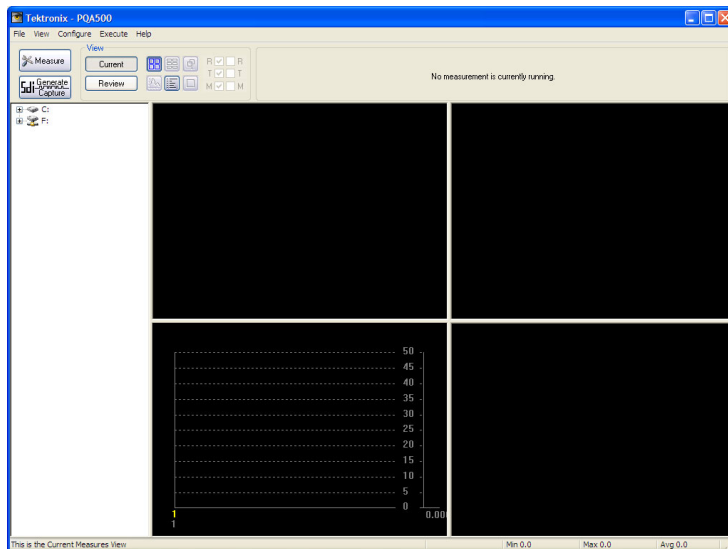 Tektronix - PQA500
File View Configure Execute Help
Measure
Sdi Generate Capture
View
Current
Review
R R
T T
M M
No measurement is currently running.
C:
F:
50
45
40
35
30
25
20
15
10
5
0
1
1
0.00
This is the Current Measures View
Min 0.0
Max 0.0
Avg 0.0